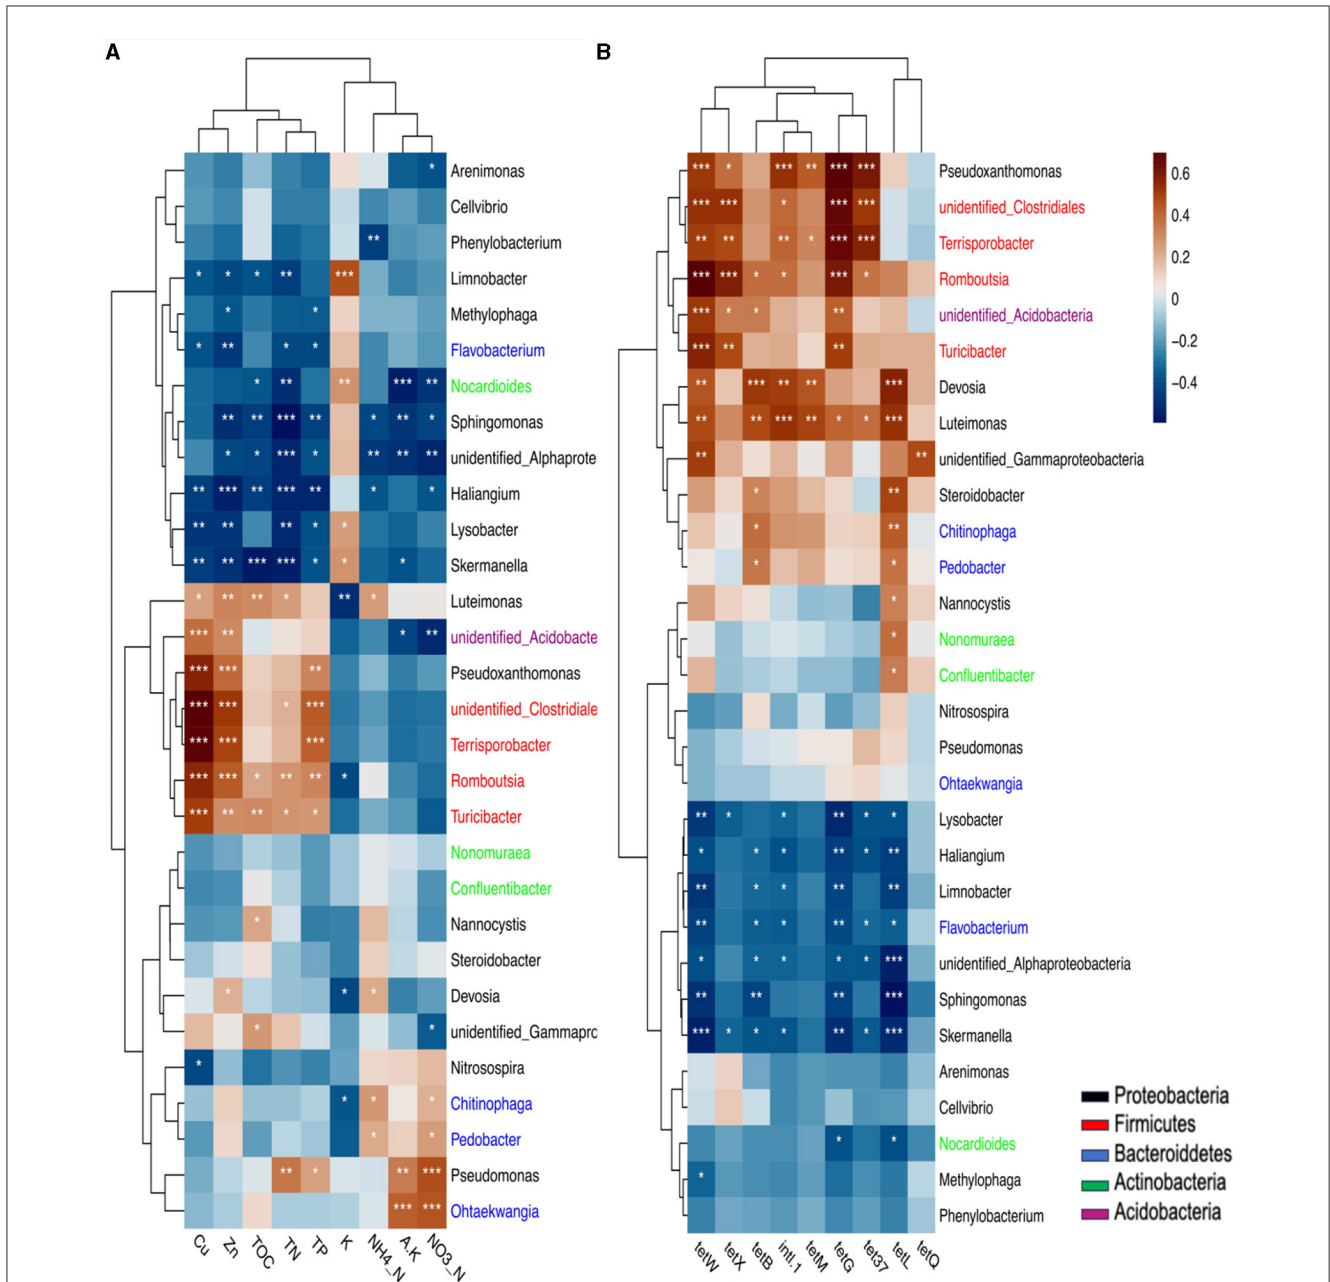 A
B
* Arenimonas
Cellvibrio
** Phenylobacterium
* * * ** *** Limnobacter
* * Methylophaga
* ** * * Flavobacterium
* ** ** *** ** Nocardioides
** ** *** ** * ** * Sphingomonas
* * *** * ** ** ** unidentified_Alphaprote
** *** ** *** ** * * Haliangium
** ** ** * * Lysobacter
** ** *** *** * * * Skermanella
* ** ** * ** * Luteimonas
*** ** * ** unidentified_Acidobacte
*** *** ** Pseudoxanthomonas
*** *** * *** unidentified_Clostridiale
*** *** *** Terrisporobacter
*** *** * ** ** * Romboutsia
*** ** ** * * Turicibacter
Nonomuraea
Confluentibacter
* Nannocystis
Steroidobacter
* * * Devosia
* * unidentified_Gammaprc
* Nitrosospira
* * * Chitinophaga
* * Pedobacter
** * ** *** Pseudomonas
*** *** Ohtaekwangia
Cu Zn TOC TN TP K NH4_N A.K NO3_N
*** * *** ** *** *** Pseudoxanthomonas
*** *** * *** *** unidentified_Clostridiales
** ** ** * *** *** Terrisporobacter
*** *** * * *** * Romboutsia
*** * * ** unidentified_Acidobacteria
*** ** ** Turicibacter
** *** ** ** *** Devosia
** ** *** ** * * *** Luteimonas
** ** unidentified_Gammaproteobacteria
* ** Steroidobacter
* ** Chitinophaga
* * Pedobacter
* Nannocystis
* Nonomuraea
* Confluentibacter
Nitrosospira
Pseudomonas
Ohtaekwangia
** * * ** * * Lysobacter
* * * ** * ** Haliangium
** * * ** ** Limnobacter
** * * ** * * Flavobacterium
* * * * * *** unidentified_Alphaproteobacteria
** ** ** *** Sphingomonas
*** * * * ** * *** Skermanella
Arenimonas
Cellvibrio
* * Nocardioides
* Methylophaga
Phenylobacterium
tetW tetX tetB intI.1 tetM tetG tet37 tetL tetQ
0.6
0.4
0.2
0
−0.2
−0.4
Proteobacteria
Firmicutes
Bacteroiddetes
Actinobacteria
Acidobacteria